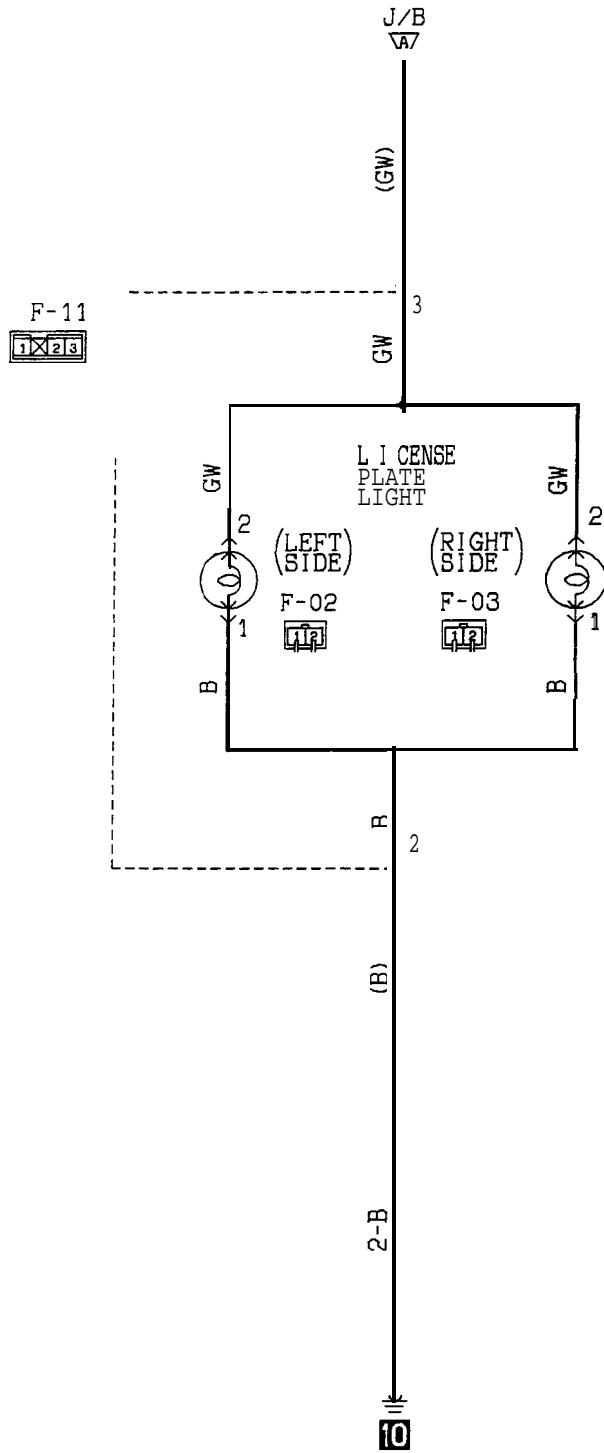 J/B
A
(GW)
3
F-11
1 2 3
GW
L I CENSE
PLATE
LIGHT
GW
GW
2
2
(LEFT SIDE)
(RIGHT SIDE)
F-02
F-03
1 2
1 2
1
1
B
B
B
2
(B)
2-B
10